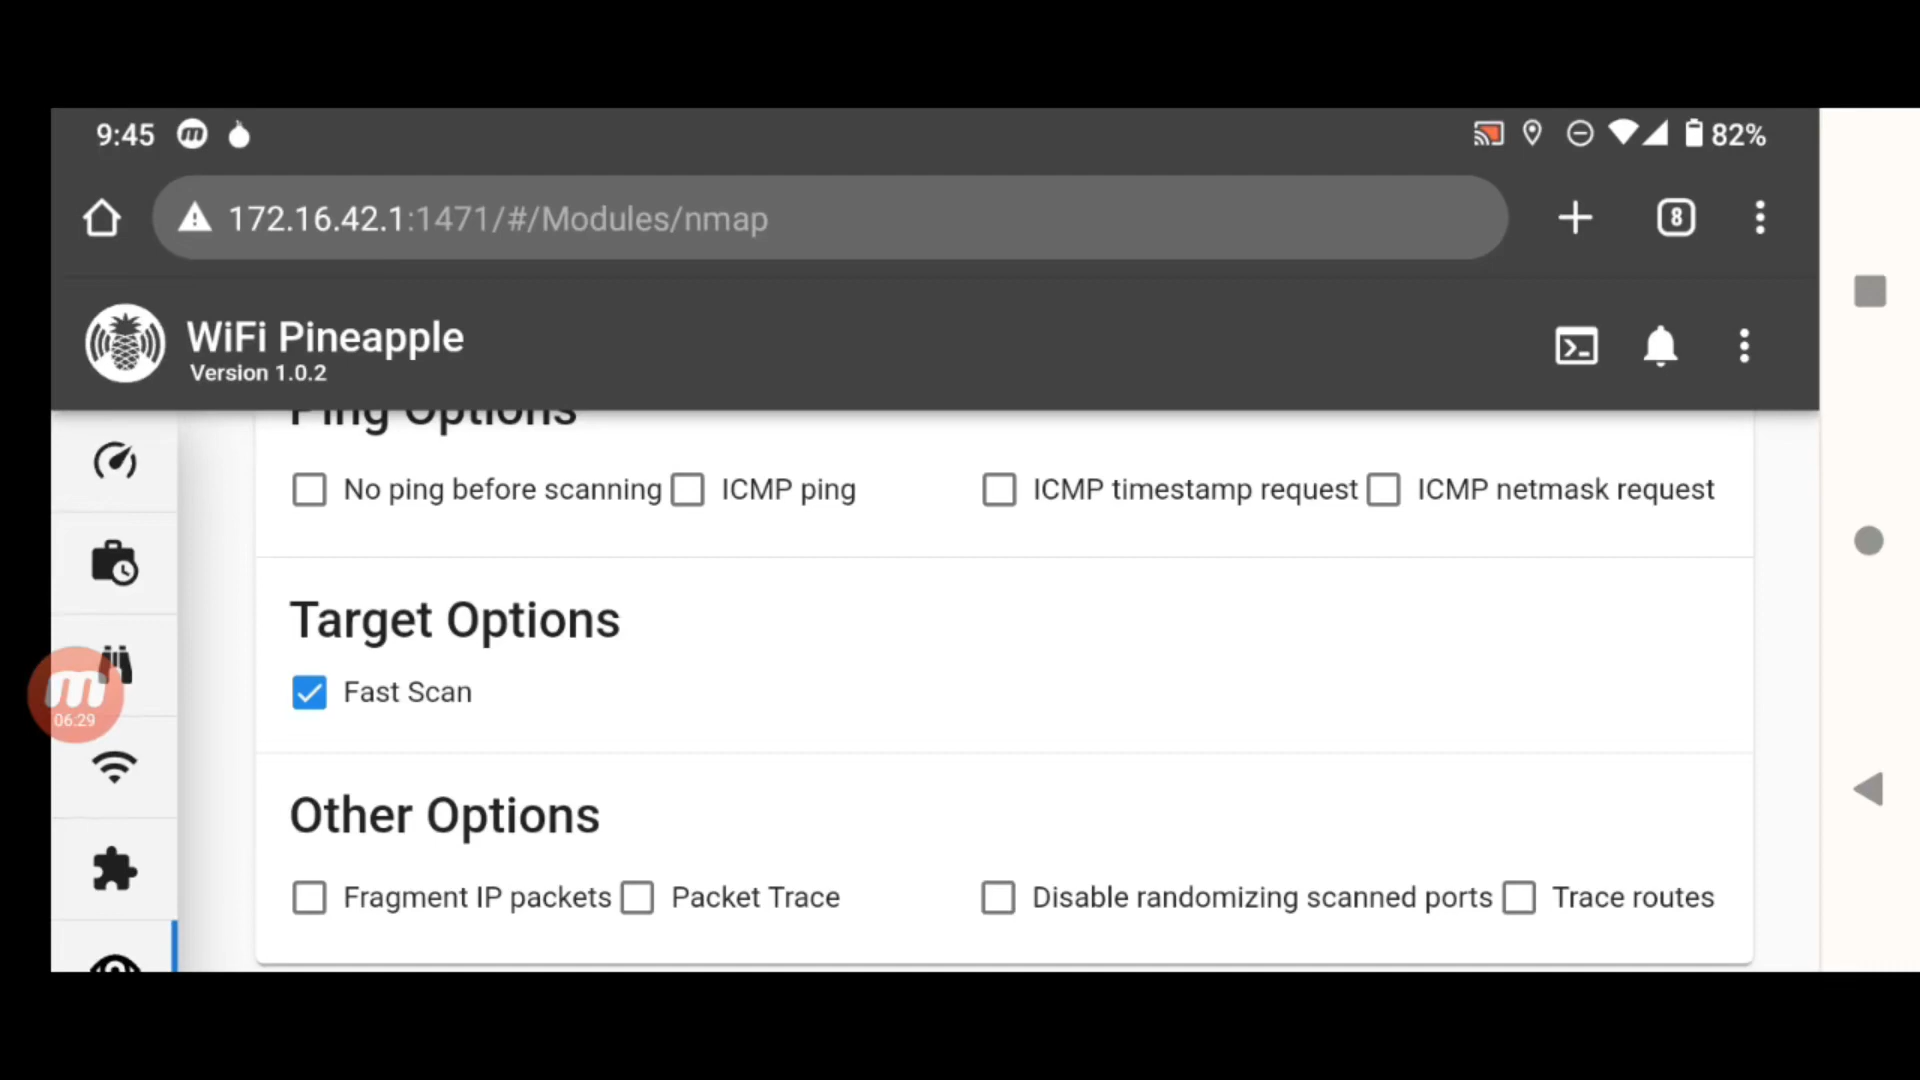 9:45 82%
172.16.42.1:1471/#/Modules/nmap 8
WiFi Pineapple
Version 1.0.2
Ping Options
No ping before scanning ICMP ping ICMP timestamp request ICMP netmask request
Target Options
Fast Scan
06:29
Other Options
Fragment IP packets Packet Trace Disable randomizing scanned ports Trace routes